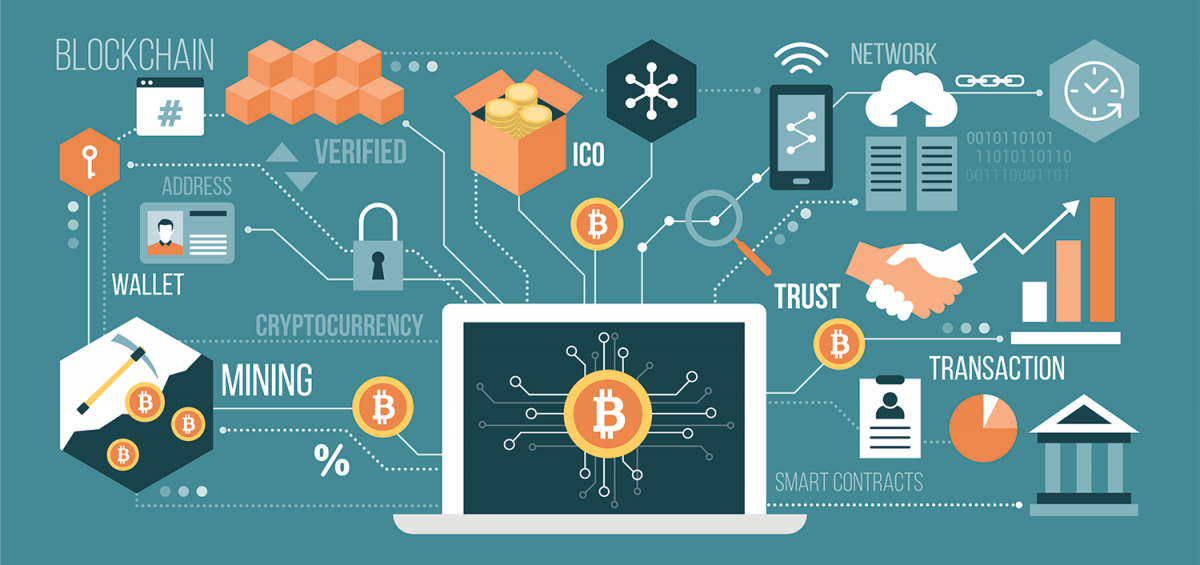 BLOCKCHAIN
#
NETWORK
VERIFIED
ICO
0010110101
11010110110
001110001101
ADDRESS
WALLET
TRUST
CRYPTOCURRENCY
MINING
TRANSACTION
%
SMART CONTRACTS